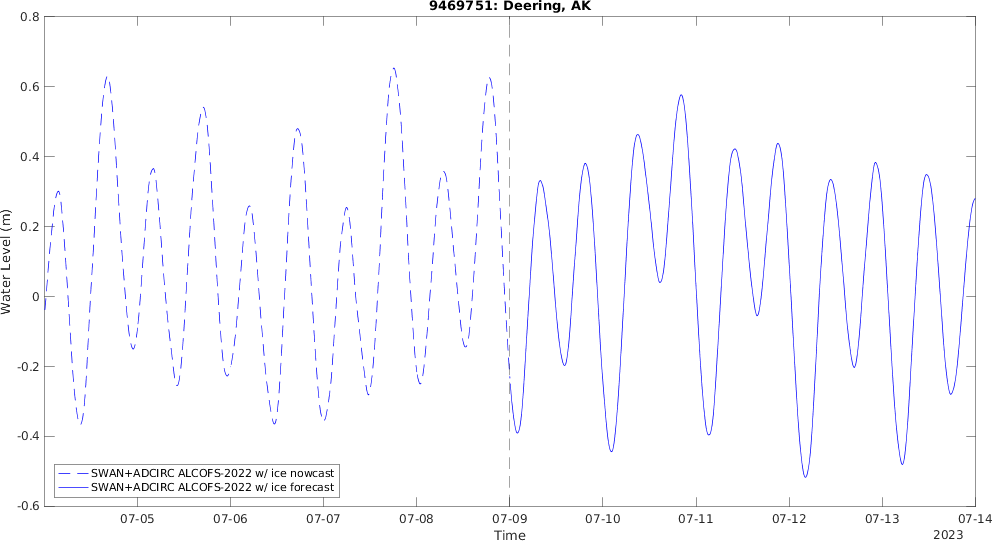 9469751: Deering, AK
0.8
0.6
0.4
0.2
0
-0.2
-0.4
-0.6
Water Level (m)
SWAN+ADCIRC ALCOFS-2022 w/ ice nowcast
SWAN+ADCIRC ALCOFS-2022 w/ ice forecast
07-05 07-06 07-07 07-08 07-09 07-10 07-11 07-12 07-13 07-14
Time
2023